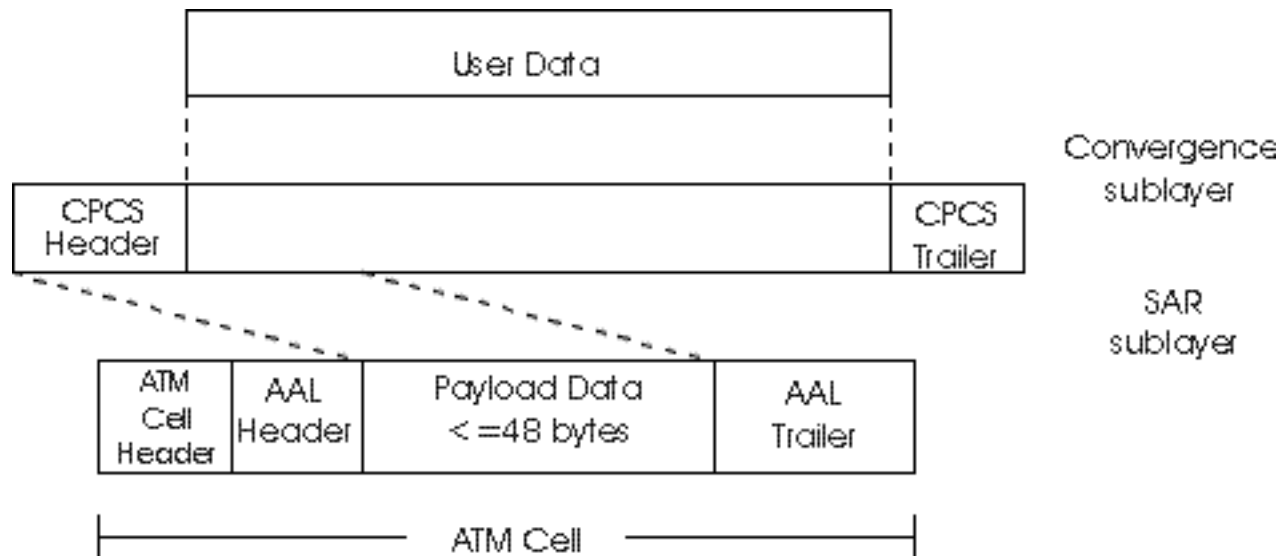 User Data
Convergence
sublayer
CPCS
Header
CPCS
Trailer
SAR
sublayer
ATM
Cell
Header
AAL
Header
Payload Data
< =48 bytes
AAL
Trailer
ATM Cell